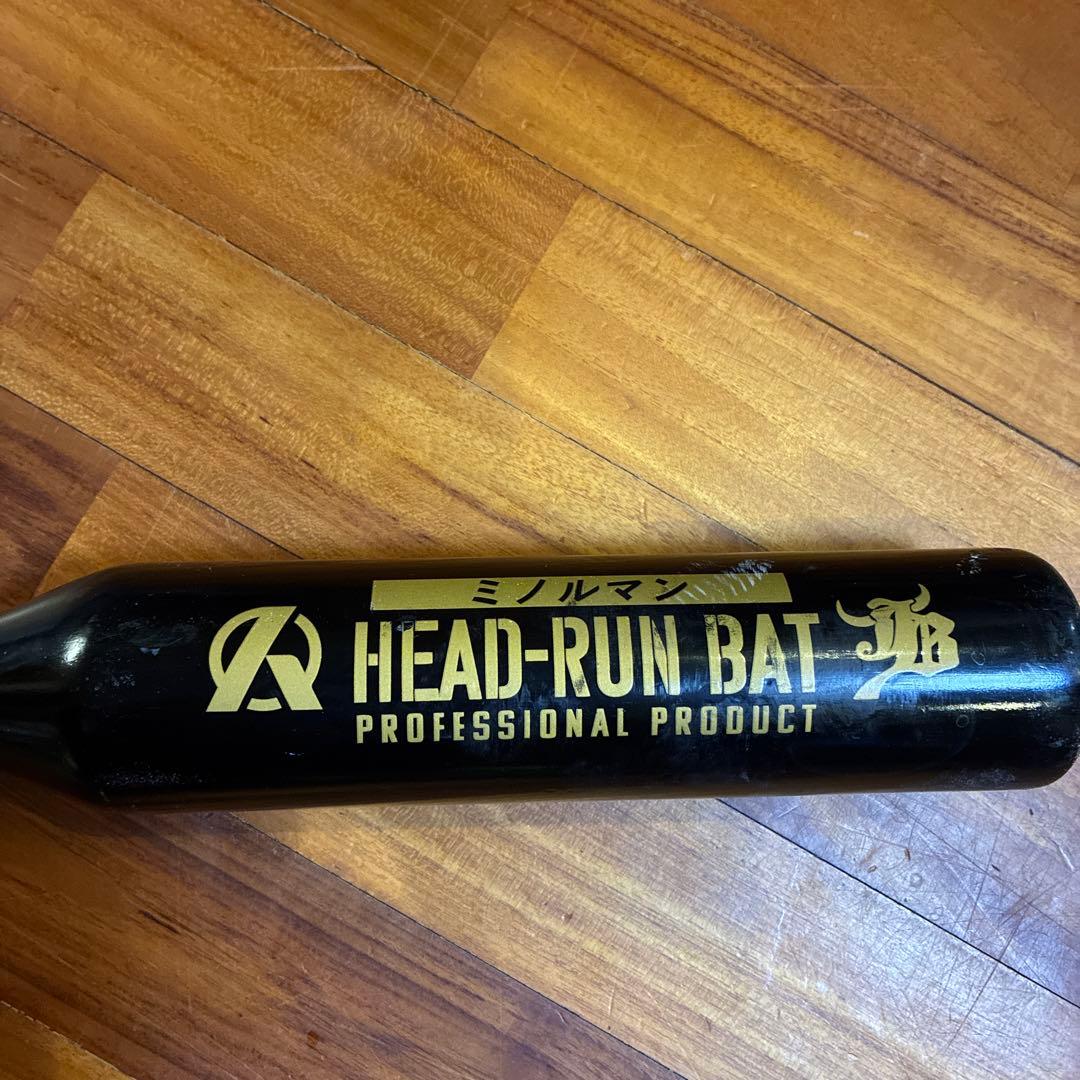 ミノルマン
HEAD-RUN BAT
PROFESSIONAL PRODUCT